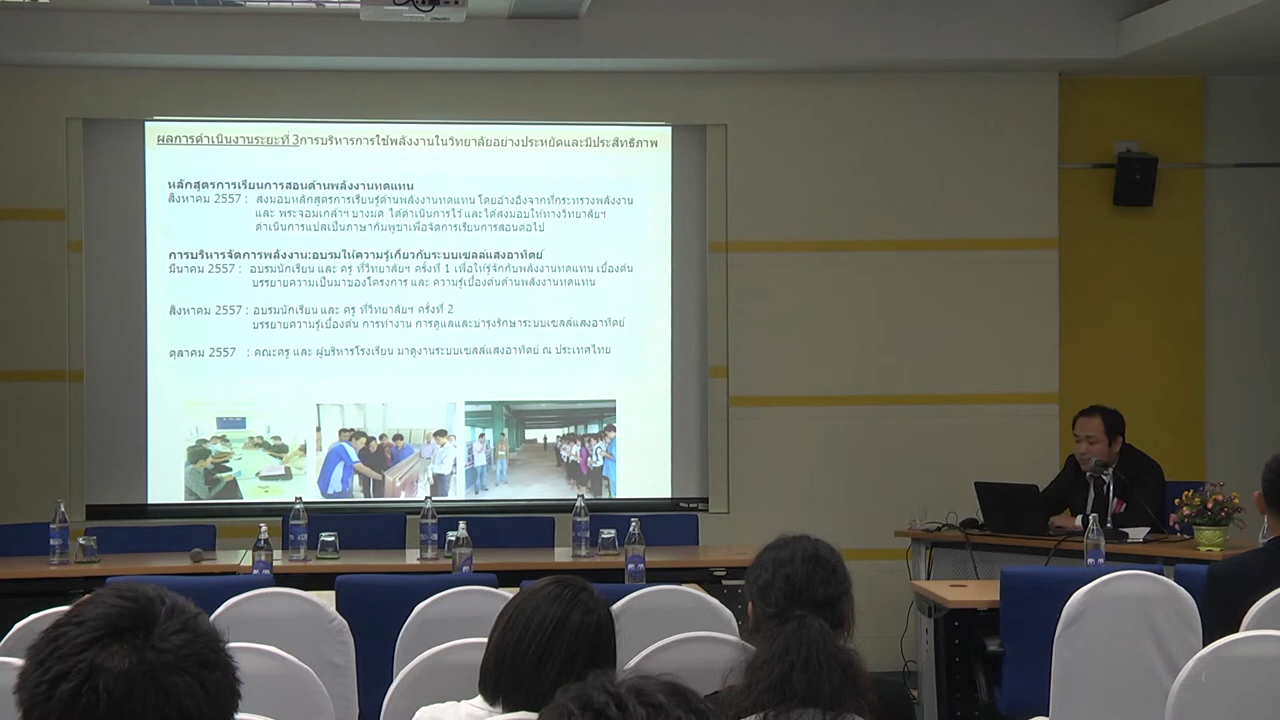 ผลการดำเนินงานระยะที่ 3การบริหารการใช้พลังงานในวิทยาลัยอย่างประหยัดและมีประสิทธิภาพ
หลักสูตรการเรียนการสอนด้านพลังงานทดแทน
สิงหาคม 2557 : ส่งมอบหลักสูตรการเรียนรู้ด้านพลังงานทดแทน โดยอ้างอิงจากที่กระทรวงพลังงาน
และ พระจอมเกล้าฯ บางมด ได้ดำเนินการไว้ และได้ส่งมอบให้ทางวิทยาลัยฯ
ดำเนินการแปลเป็นภาษากัมพูชาเพื่อจัดการเรียนการสอนต่อไป
การบริหารจัดการพลังงาน:อบรมให้ความรู้เกี่ยวกับระบบเซลล์แสงอาทิตย์
มีนาคม 2557 : อบรมนักเรียน และ ครู ที่วิทยาลัยฯ ครั้งที่ 1 เพื่อให้รู้จักกับพลังงานทดแทน เบื้องต้น
บรรยายความเป็นมาของโครงการ และ ความรู้เบื้องต้นด้านพลังงานทดแทน
สิงหาคม 2557 : อบรมนักเรียน และ ครู ที่วิทยาลัยฯ ครั้งที่ 2
บรรยายความรู้เบื้องต้น การทำงาน การดูแลและบำรุงรักษาระบบเซลล์แสงอาทิตย์
ตุลาคม 2557 : คณะครู และ ผู้บริหารโรงเรียน มาดูงานระบบเซลล์แสงอาทิตย์ ณ ประเทศไทย